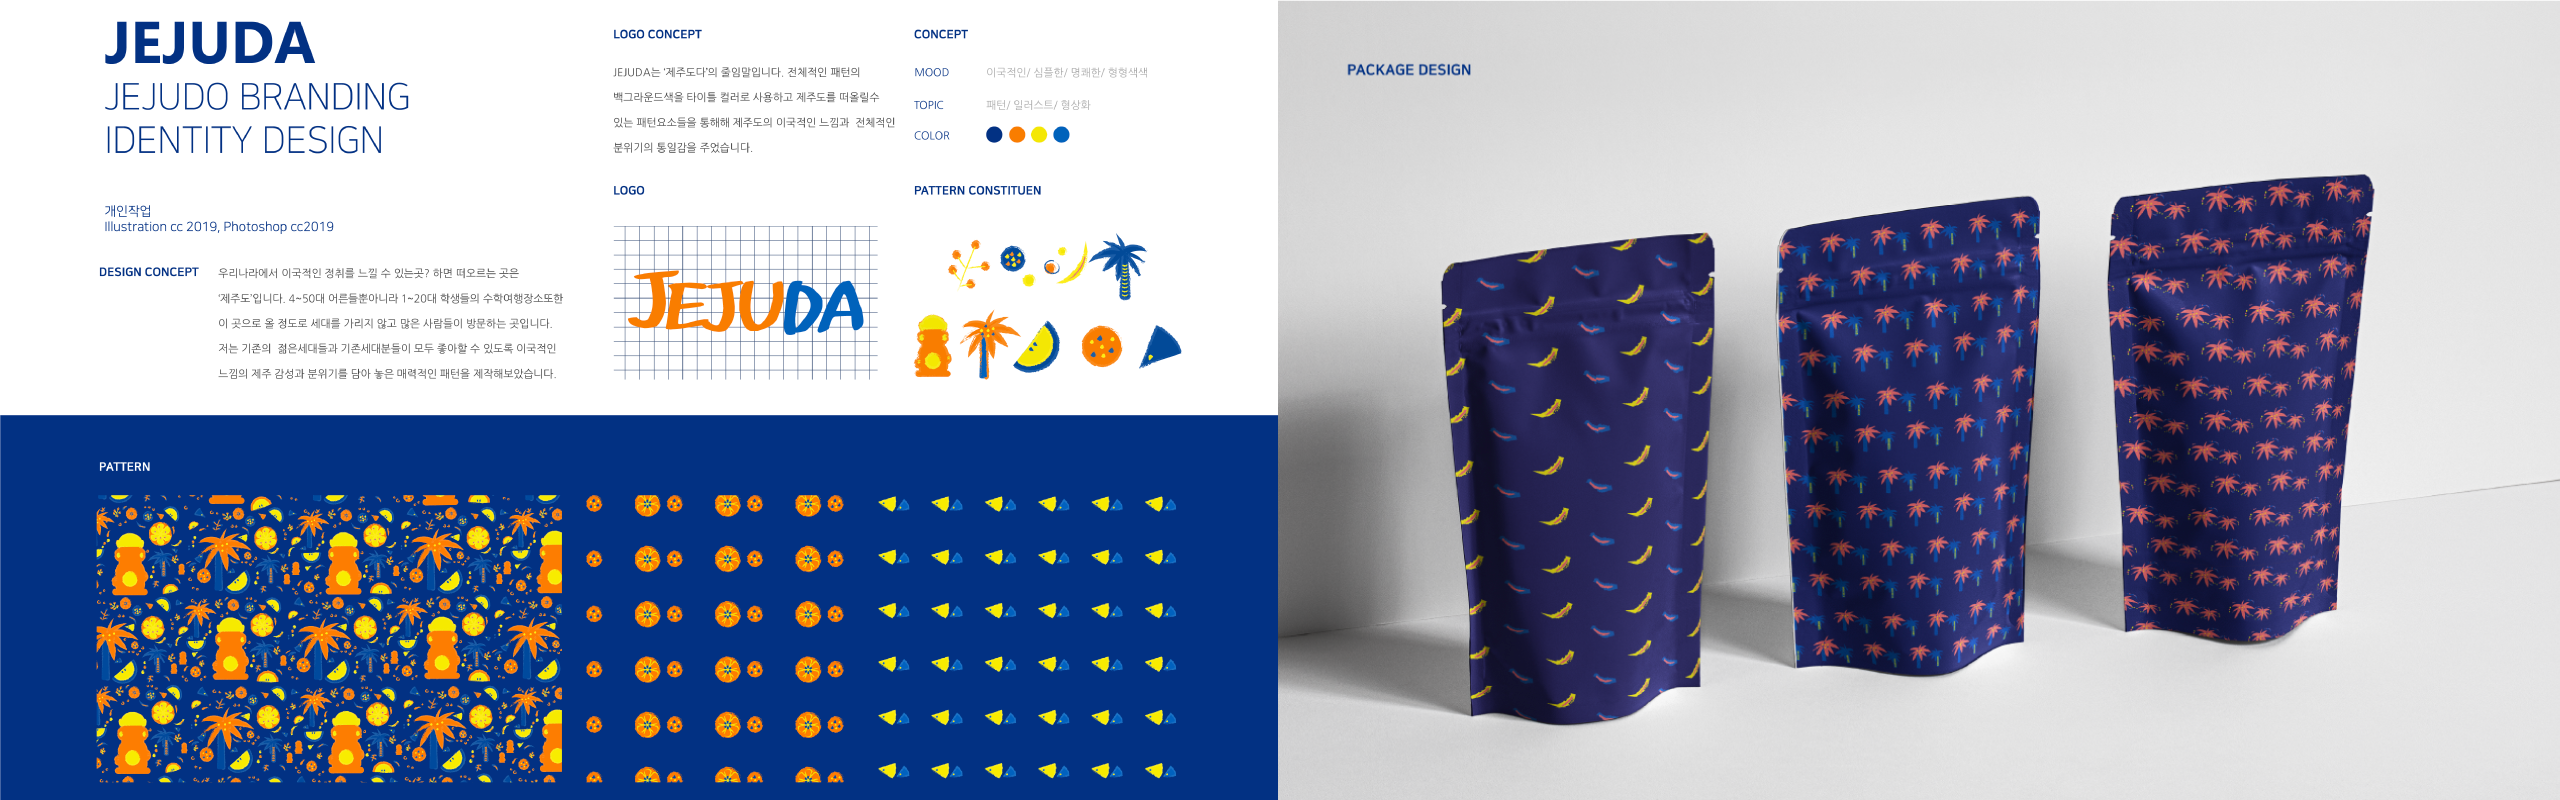 JEJUDA
JEJUDO BRANDING
IDENTITY DESIGN
개인작업
Illustration cc 2019, Photoshop cc2019
DESIGN CONCEPT
우리나라에서 이국적인 정취를 느낄 수 있는곳? 하면 떠오르는 곳은
'제주도'입니다. 4~50대 어른들뿐아니라 1~20대 학생들의 수학여행장소또한
이 곳으로 올 정도로 세대를 가리지 않고 많은 사람들이 방문하는 곳입니다.
저는 기존의 젊은세대들과 기존세대분들이 모두 좋아할 수 있도록 이국적인
느낌의 제주 감성과 분위기를 담아 놓은 매력적인 패턴을 제작해보았습니다.
LOGO CONCEPT
JEJUDA는 '제주도다'의 줄임말입니다. 전체적인 패턴의
백그라운드색을 타이틀 컬러로 사용하고 제주도를 떠올릴수
있는 패턴요소들을 통해해 제주도의 이국적인 느낌과 전체적인
분위기의 통일감을 주었습니다.
LOGO
JEJUDA
CONCEPT
MOOD 이국적인/ 심플한/ 명쾌한/ 형형색색
TOPIC 패턴/ 일러스트/ 형상화
COLOR
PATTERN CONSTITUEN
PATTERN
PACKAGE DESIGN